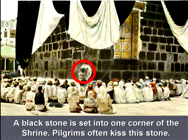 A black stone is set into one corner of the
Shrine. Pilgrims often kiss this stone.